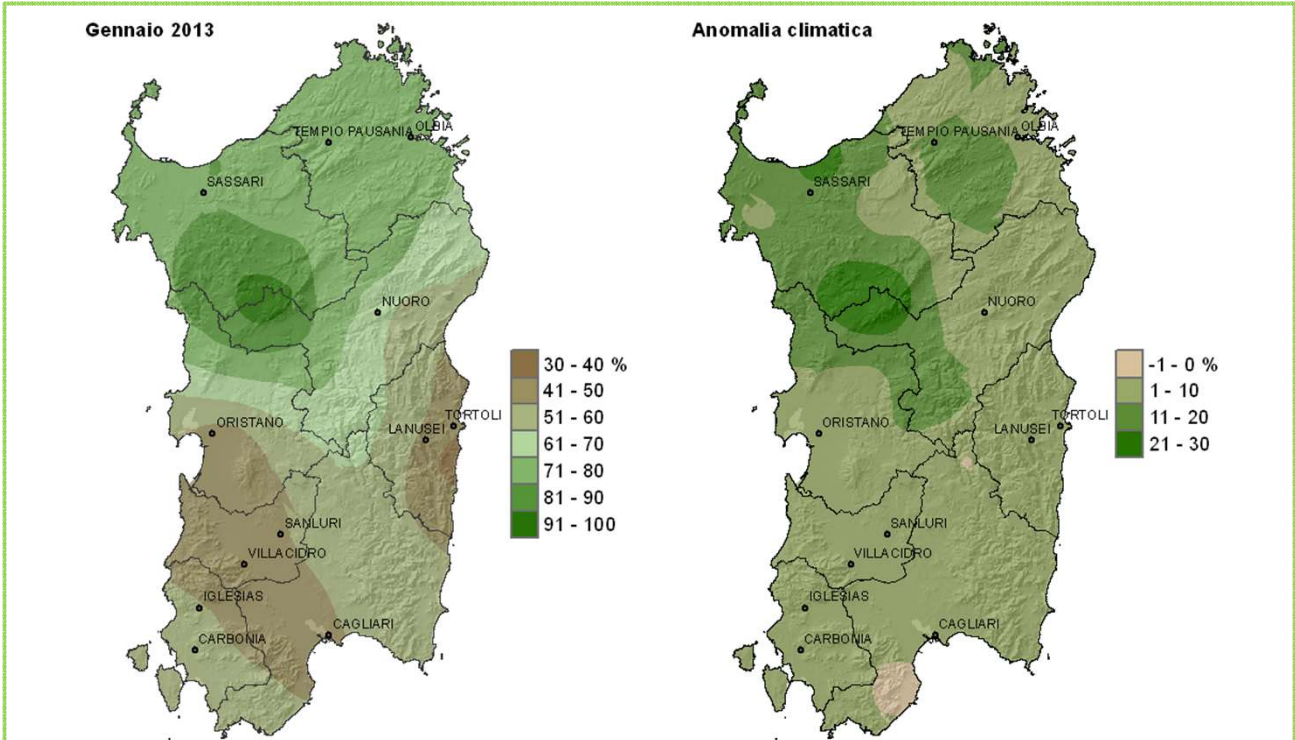 Gennaio 2013
TEMPIO PAUSANIA
OLBIA
SASSARI
NUORO
ORISTANO
TORTOLI
LANUSEI
SANLURI
VILLACIDRO
IGLESIAS
CARBONIA
CAGLIARI
30 - 40 %
41 - 50
51 - 60
61 - 70
71 - 80
81 - 90
91 - 100
Anomalia climatica
TEMPIO PAUSANIA
OLBIA
SASSARI
NUORO
ORISTANO
TORTOLI
LANUSEI
SANLURI
VILLACIDRO
IGLESIAS
CARBONIA
CAGLIARI
-1 - 0 %
1 - 10
11 - 20
21 - 30